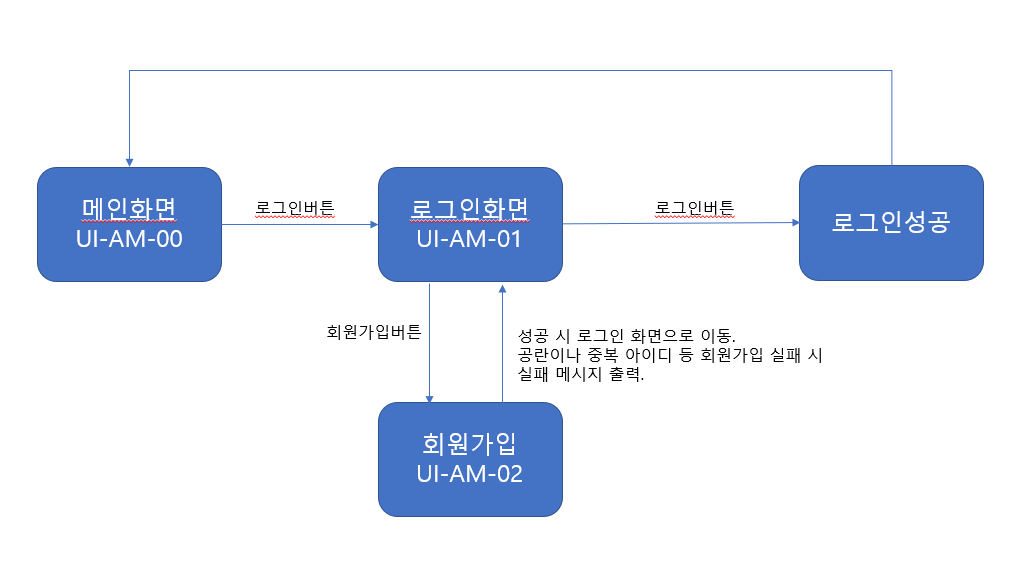 메인화면
UI-AM-00
로그인버튼
로그인화면
UI-AM-01
로그인버튼
로그인성공
회원가입버튼
성공 시 로그인 화면으로 이동.
공란이나 중복 아이디 등 회원가입 실패 시
실패 메시지 출력.
회원가입
UI-AM-02